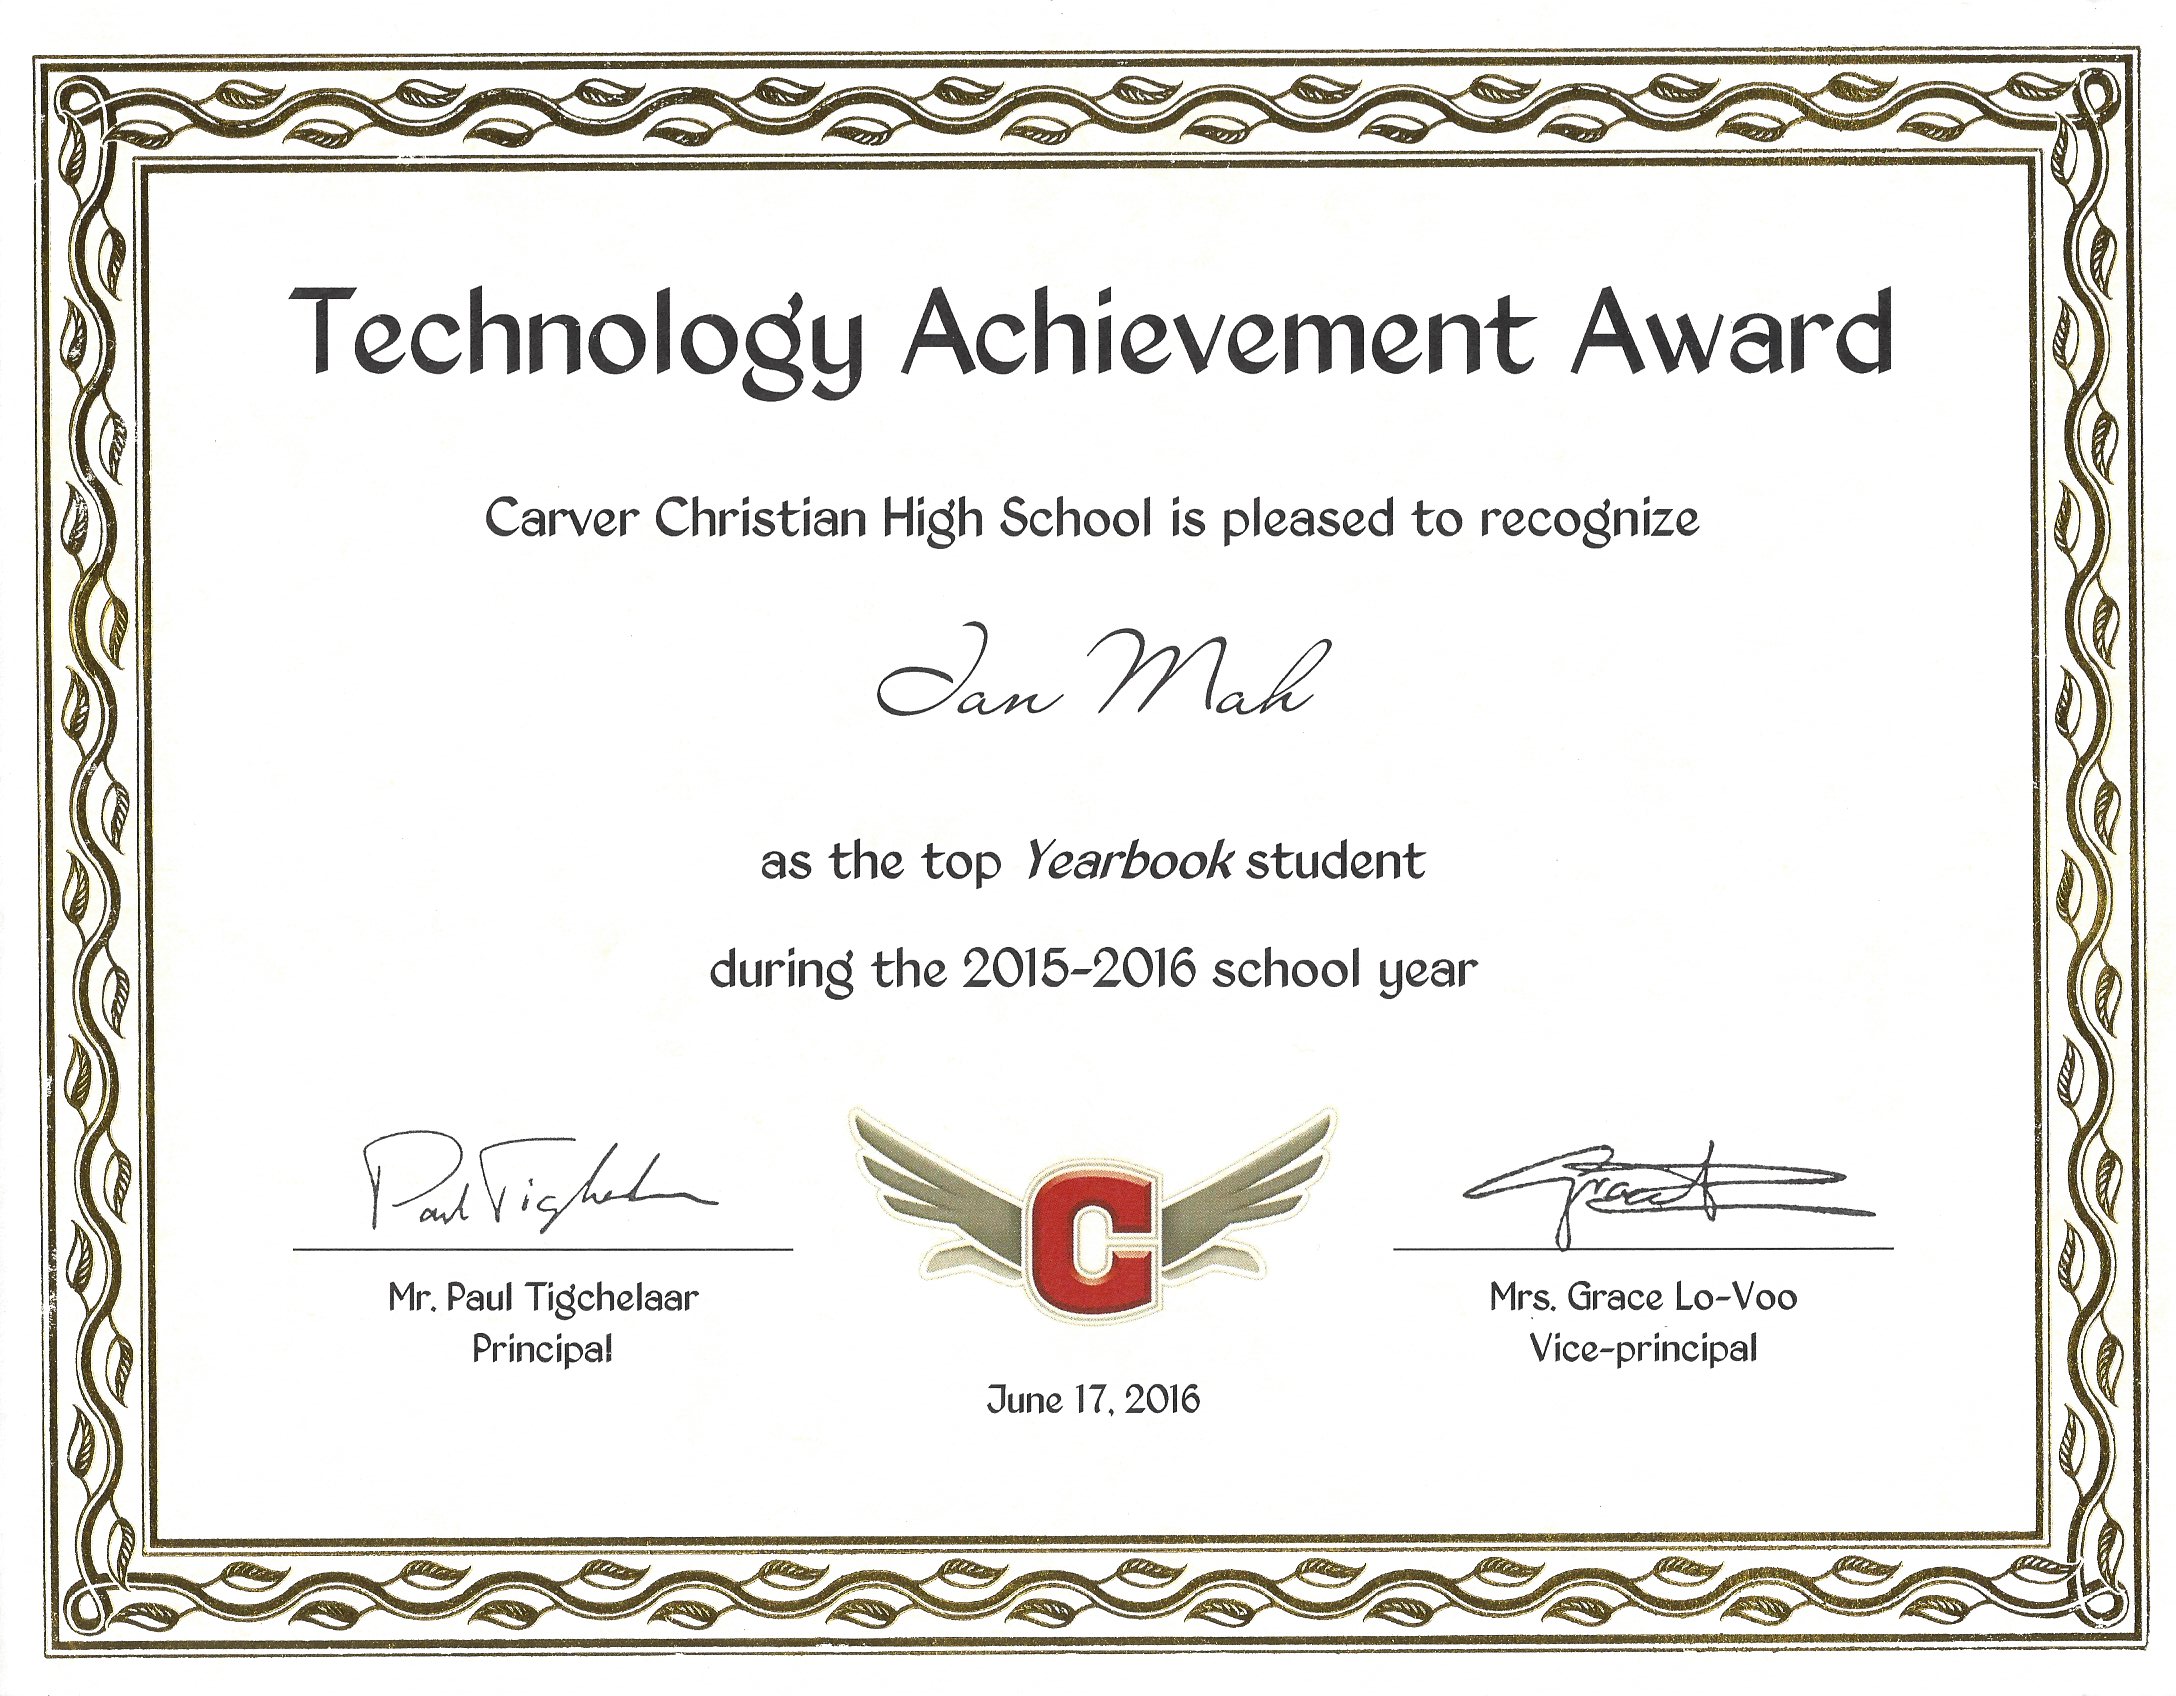 Technology Achievement Award
Carver Christian High School is pleased to recognize
Ian Mah
as the top Yearbook student
during the 2015-2016 school year
Paul Tigchelaar
C
Mr. Paul Tigchelaar
Principal
Mrs. Grace Lo-Voo
Vice-principal
June 17, 2016